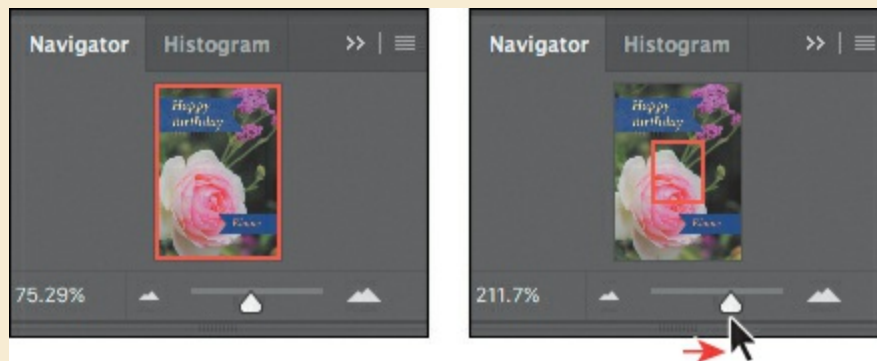 Navigator Histogram
Happy
Birthday
75.29%
Navigator Histogram
Happy
Birthday
211.7%